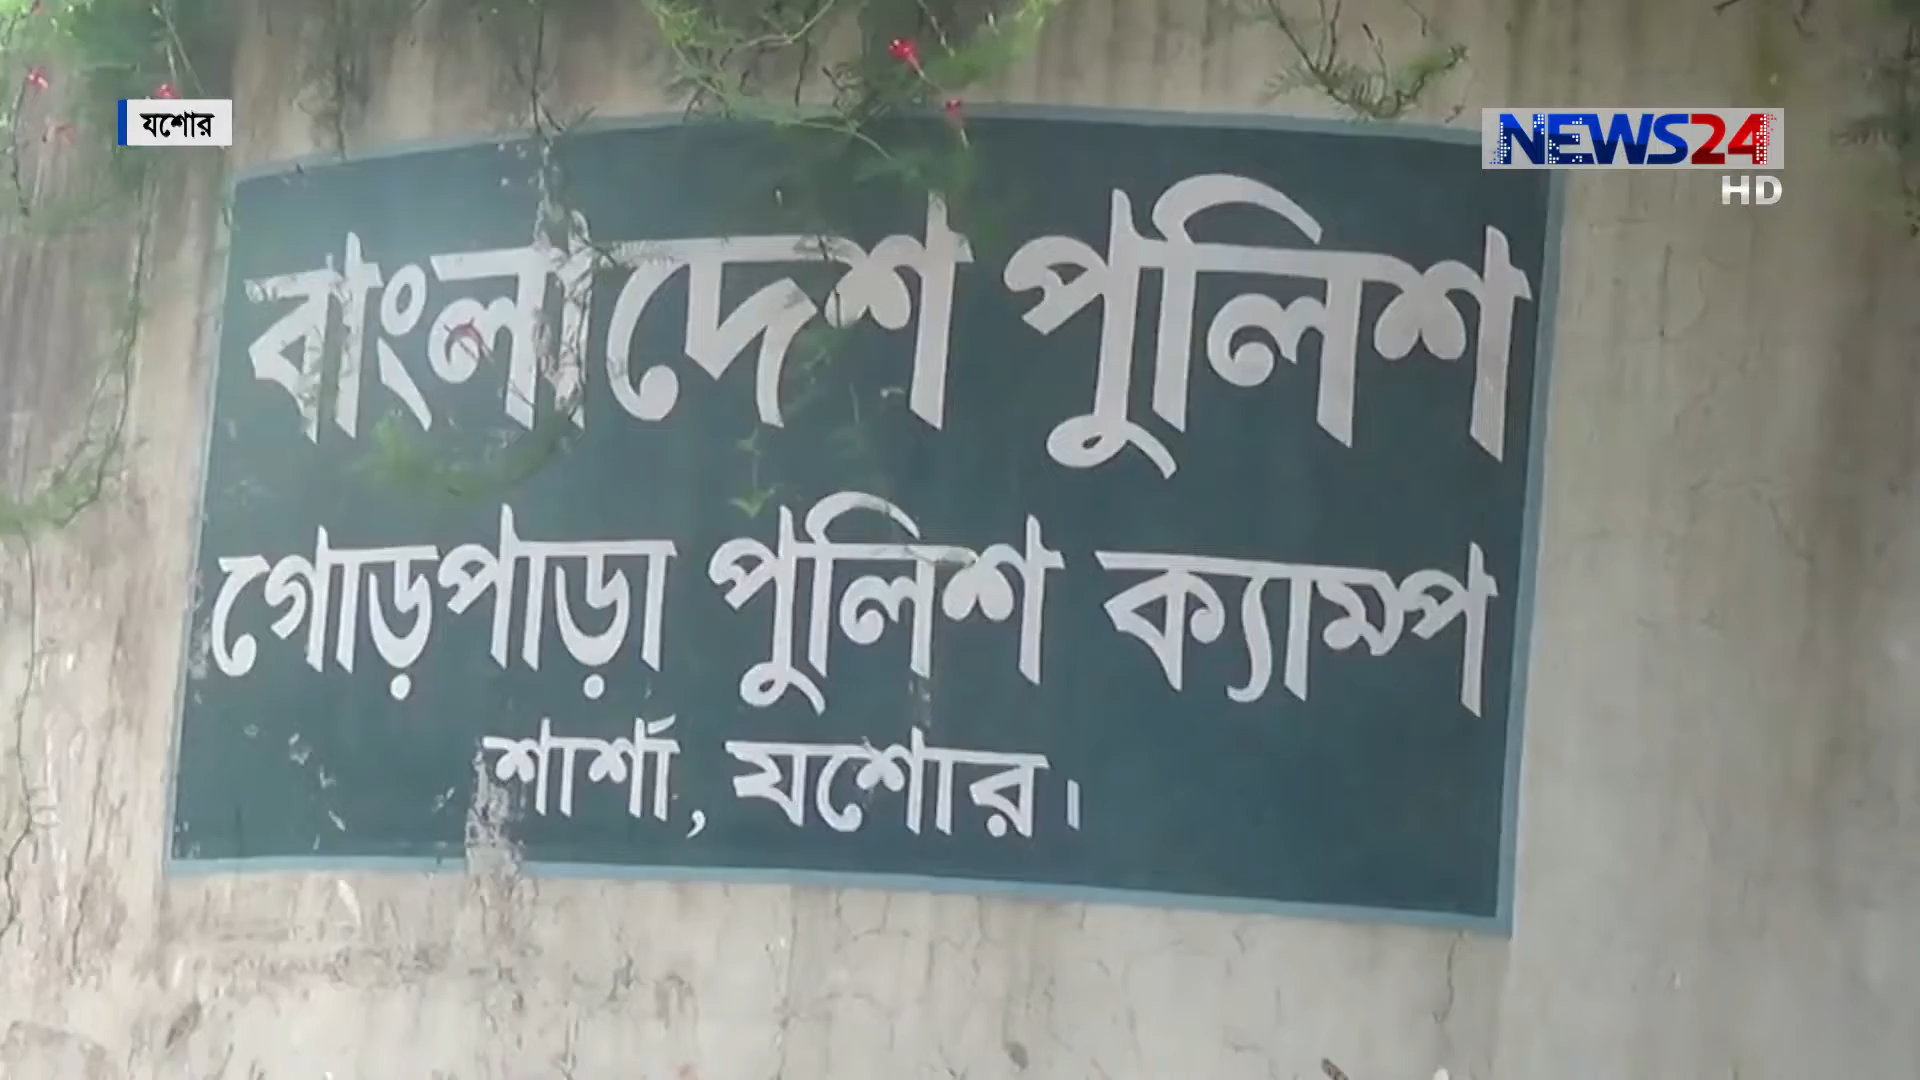 যশোর
NEWS24
HD
বাংলাদেশ পুলিশ
গোড়পাড়া পুলিশ ক্যাম্প
শার্শা, যশোর।